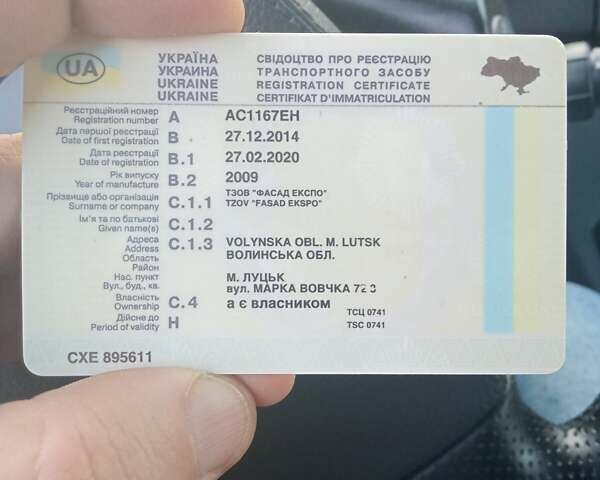 UA
УКРАЇНА СВІДОЦТВО ПРО РЕЄСТРАЦІЮ
УКРАИНА ТРАНСПОРТНОГО ЗАСОБУ
UKRAINE REGISTRATION CERTIFICATE
UKRAINE CERTIFIKAT D'IMMATRICULATION
Реєстраційний номер
Registration number A AC1167EH
Дата першої реєстрації
Date of first registration B 27.12.2014
Дата реєстрації
Date of registration B.1 27.02.2020
Рік випуску
Year of manufacture B.2 2009
Прізвище або організація ТЗОВ "ФАСАД ЕКСПО"
Surname or company C.1.1 TZOV "FASAD EKSPO"
Ім'я та по батькові
Given name(s) C.1.2
Адреса
Address C.1.3 VOLYNSKA OBL. M. LUTSK
Область ВОЛИНСЬКА ОБЛ.
Район
Нас. пункт М. ЛУЦЬК
Вул., буд., кв. вул. МАРКА ВОВЧКА
Власність
Ownership C.4 а є власником
ТСЦ 0741
Дійсне до
Period of validity H TSC 0741
CXE 895611